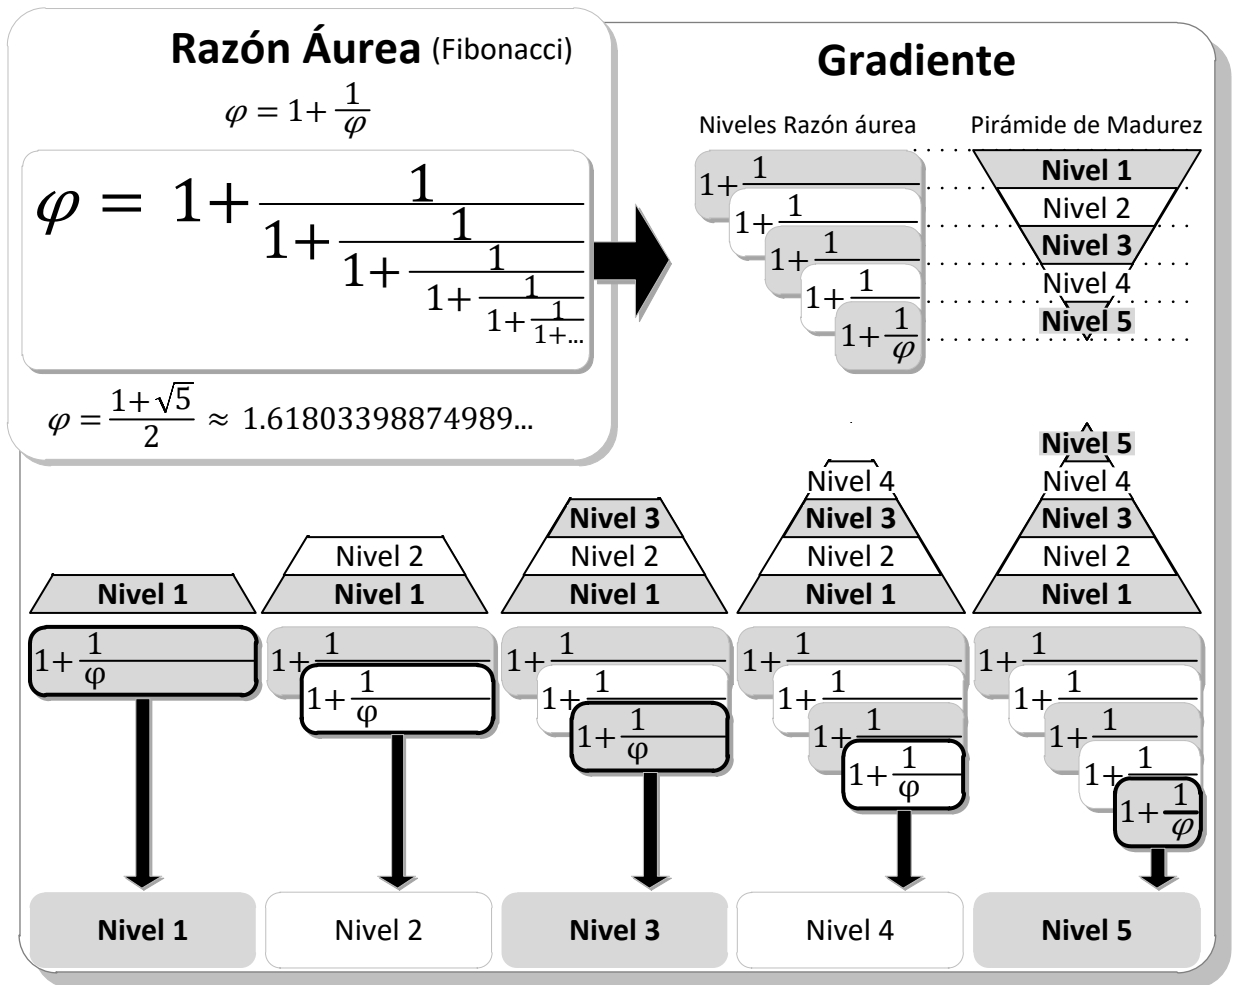 Razón Áurea (Fibonacci)
φ = 1+ 1/φ
φ = 1+ 1/(1+ 1/(1+ 1/(1+ 1/(1+ 1/(1+...)))))
φ = (1+√5)/2 ≈ 1.61803398874989...
Gradiente
Niveles Razón áurea
1+ 1
1+ 1
1+ 1
1+ 1
1+ 1/φ
Pirámide de Madurez
Nivel 1
Nivel 2
Nivel 3
Nivel 4
Nivel 5
Nivel 1
1+ 1/φ
Nivel 1
Nivel 2
Nivel 1
1+ 1
1+ 1/φ
Nivel 2
Nivel 3
Nivel 2
Nivel 1
1+ 1
1+ 1
1+ 1/φ
Nivel 3
Nivel 4
Nivel 3
Nivel 2
Nivel 1
1+ 1
1+ 1
1+ 1
1+ 1/φ
Nivel 4
Nivel 5
Nivel 4
Nivel 3
Nivel 2
Nivel 1
1+ 1
1+ 1
1+ 1
1+ 1
1+ 1/φ
Nivel 5